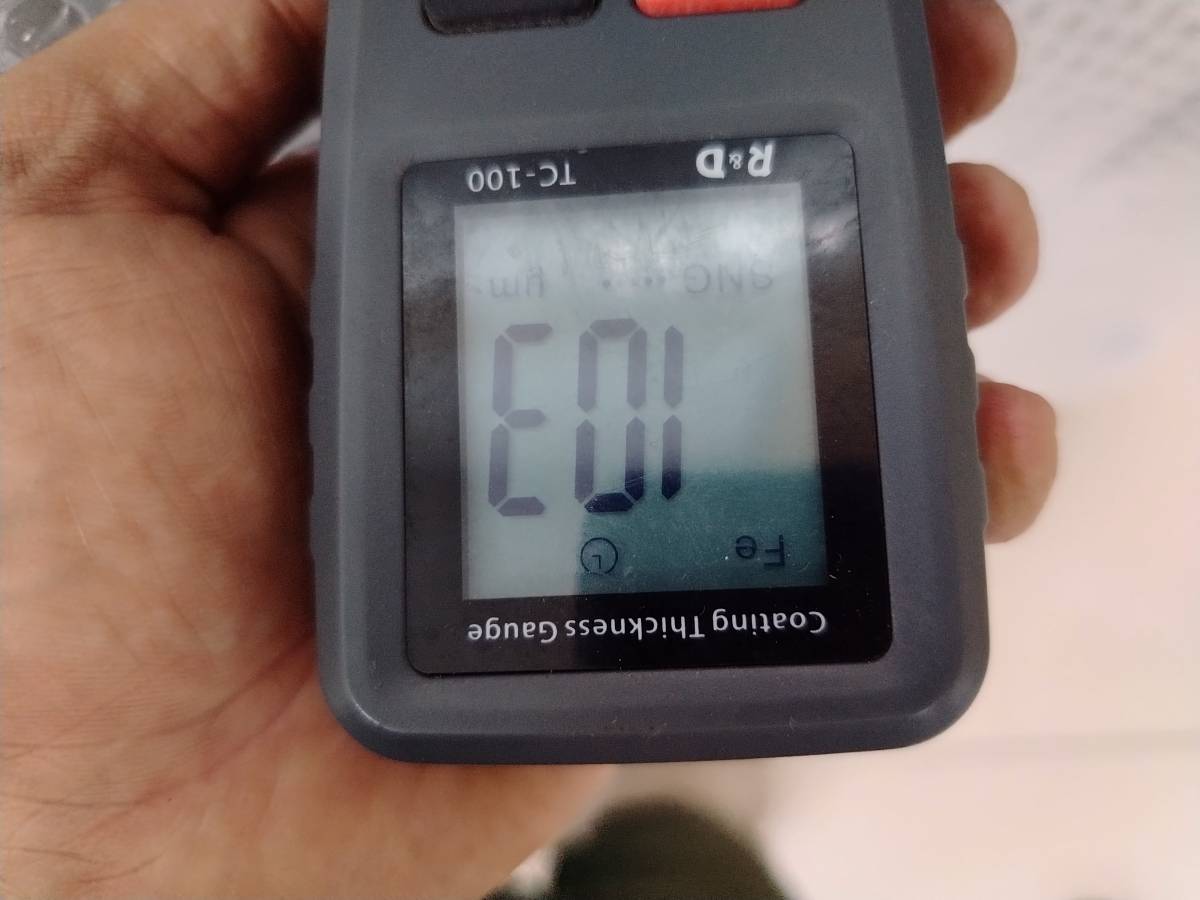 Coating Thickness Gauge
Fe
103
SNG µm
R&D TC-100